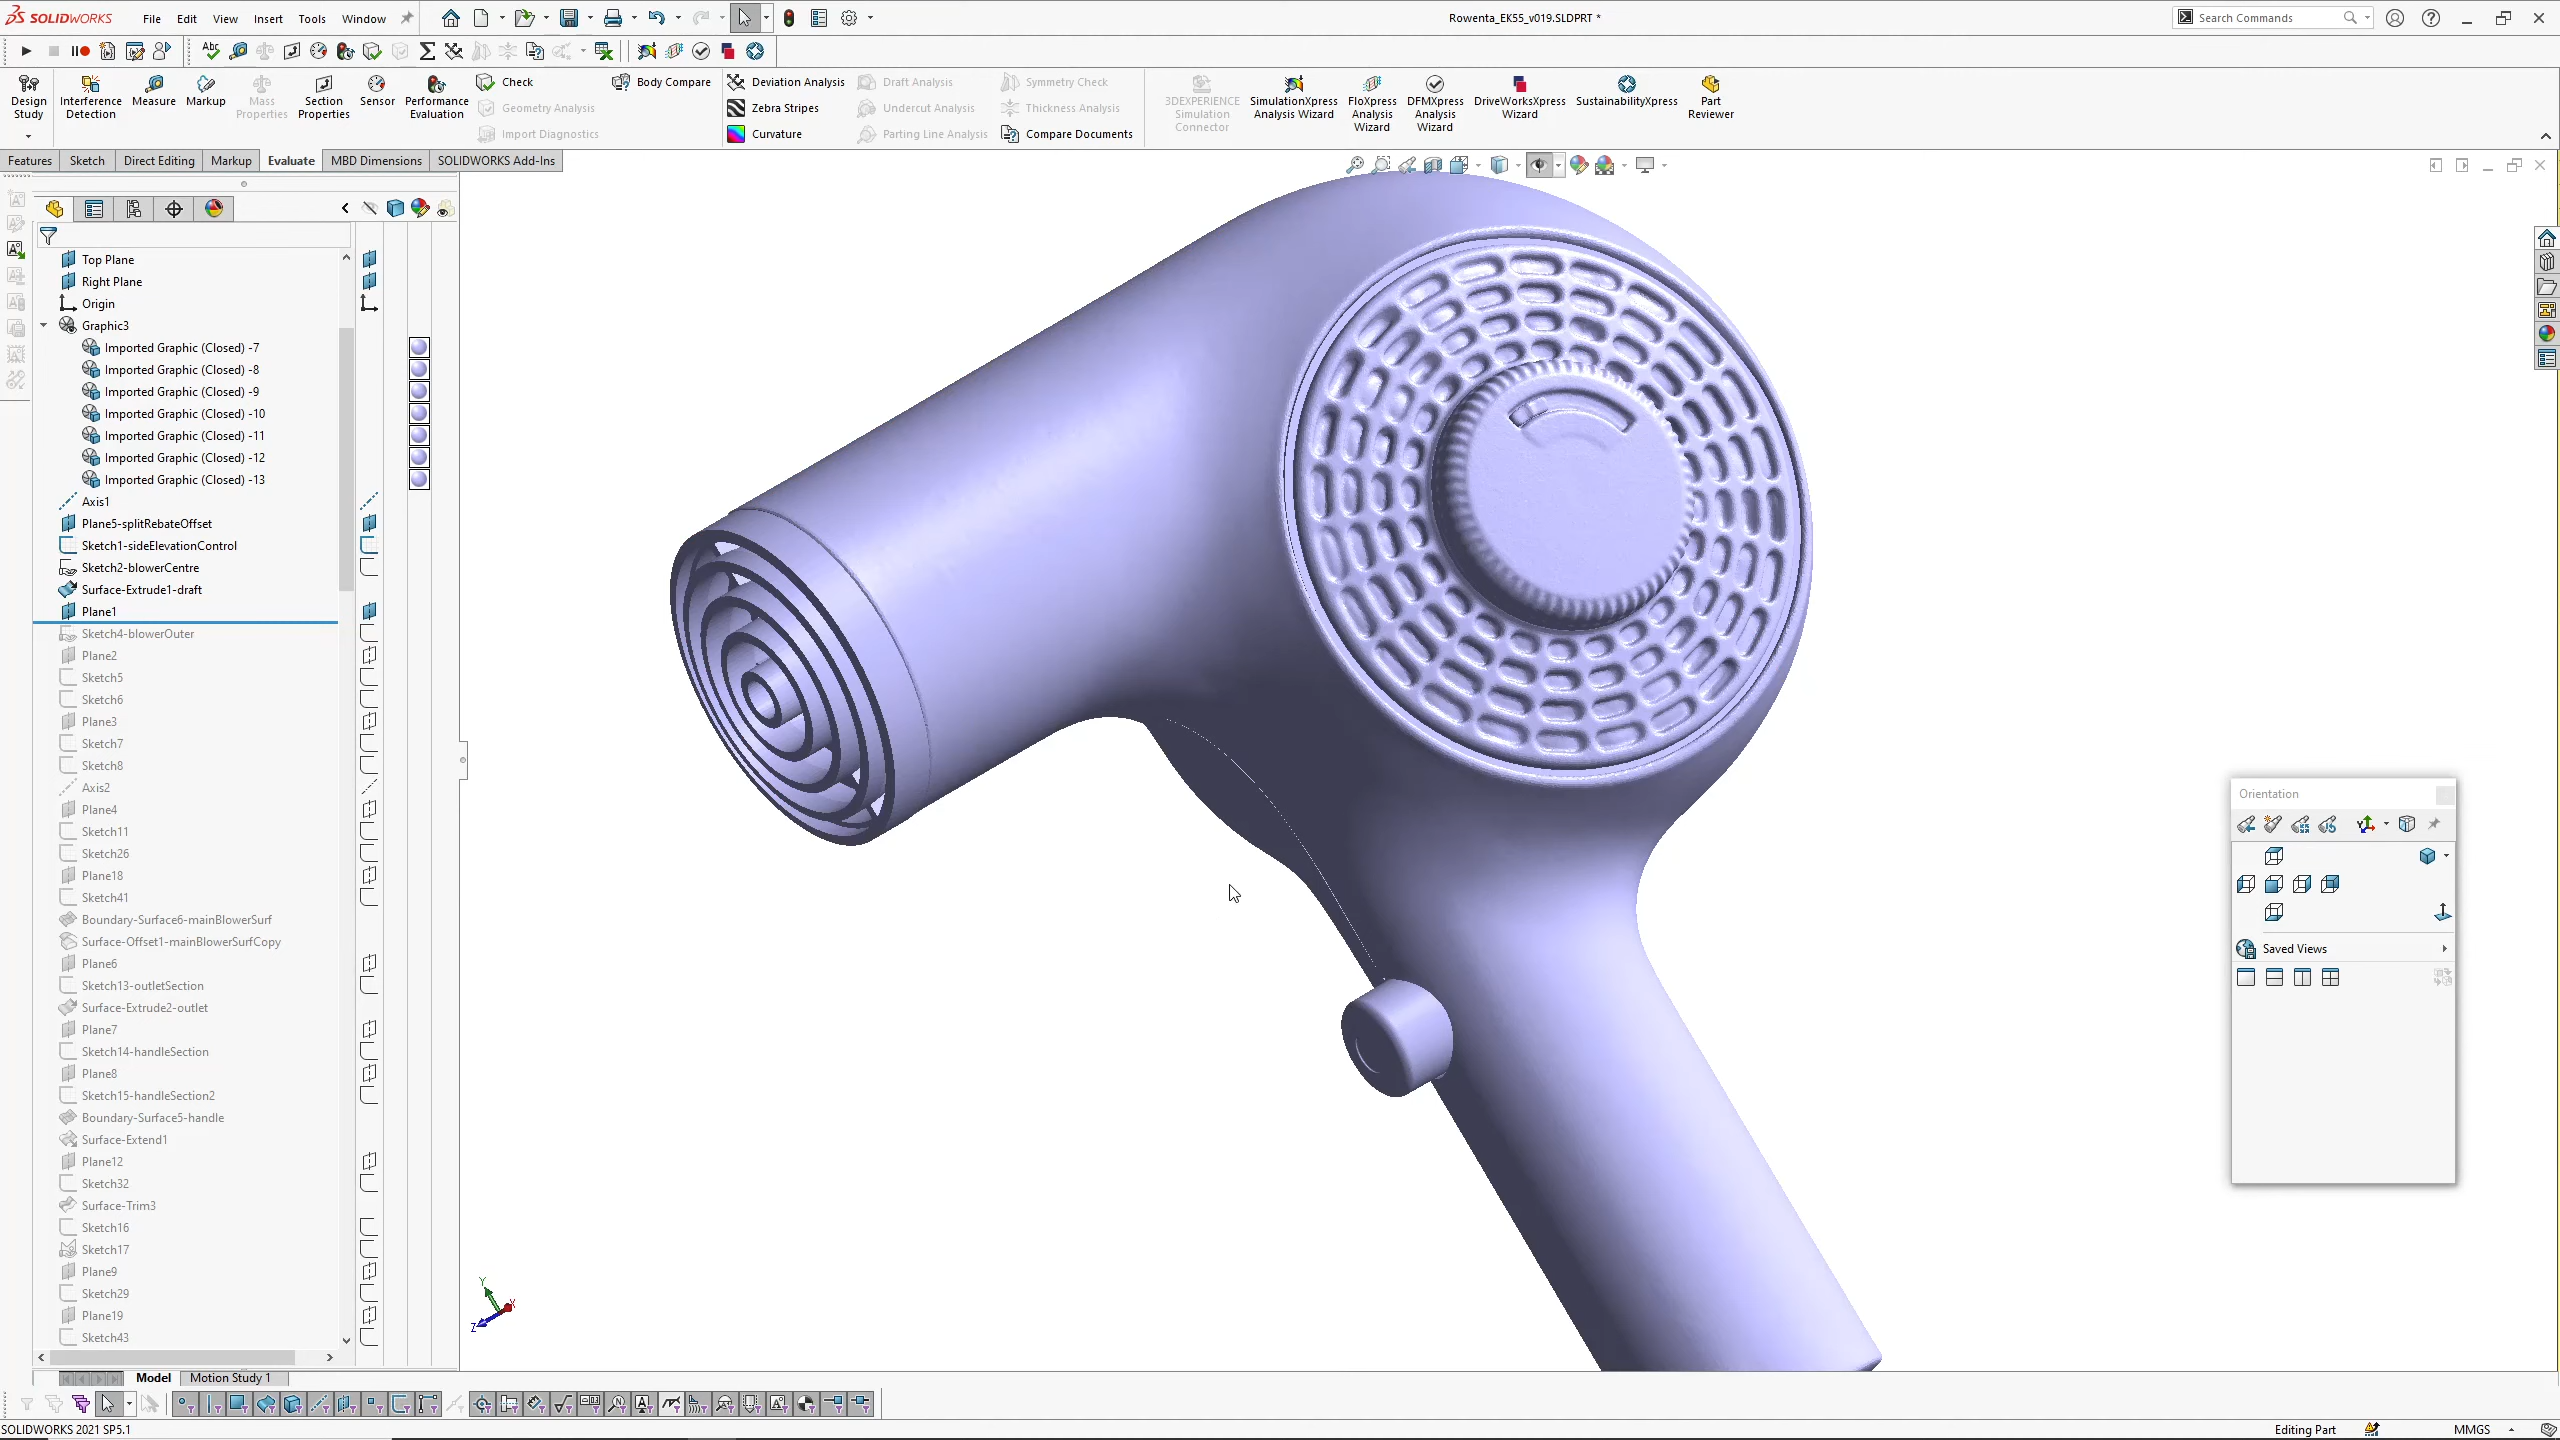 SOLIDWORKS File Edit View Insert Tools Window Rowenta_EK55_v019.SLDPRT * Search Commands
Design Study
Interference Detection
Measure
Markup
Mass Properties
Section Properties
Sensor
Performance Evaluation
Check
Geometry Analysis
Import Diagnostics
Body Compare
Deviation Analysis
Zebra Stripes
Curvature
Draft Analysis
Undercut Analysis
Parting Line Analysis
Symmetry Check
Thickness Analysis
Compare Documents
3DEXPERIENCE Simulation Connector
SimulationXpress Analysis Wizard
FloXpress Analysis Wizard
DFMXpress Analysis Wizard
DriveWorksXpress Wizard
SustainabilityXpress
Part Reviewer
Features Sketch Direct Editing Markup Evaluate MBD Dimensions SOLIDWORKS Add-Ins
Top Plane
Right Plane
Origin
Graphic3
Imported Graphic (Closed) -7
Imported Graphic (Closed) -8
Imported Graphic (Closed) -9
Imported Graphic (Closed) -10
Imported Graphic (Closed) -11
Imported Graphic (Closed) -12
Imported Graphic (Closed) -13
Axis1
Plane5-splitRebateOffset
Sketch1-sideElevationControl
Sketch2-blowerCentre
Surface-Extrude1-draft
Plane1
Sketch4-blowerOuter
Plane2
Sketch5
Sketch6
Plane3
Sketch7
Sketch8
Axis2
Plane4
Sketch11
Sketch26
Plane18
Sketch41
Boundary-Surface6-mainBlowerSurf
Surface-Offset1-mainBlowerSurfCopy
Plane6
Sketch13-outletSection
Surface-Extrude2-outlet
Plane7
Sketch14-handleSection
Plane8
Sketch15-handleSection2
Boundary-Surface5-handle
Surface-Extend1
Plane12
Sketch32
Surface-Trim3
Sketch16
Sketch17
Plane9
Sketch29
Plane19
Sketch43
Orientation
Saved Views
Y
X
Z
Model Motion Study 1
SOLIDWORKS 2021 SP5.1 Editing Part MMGS